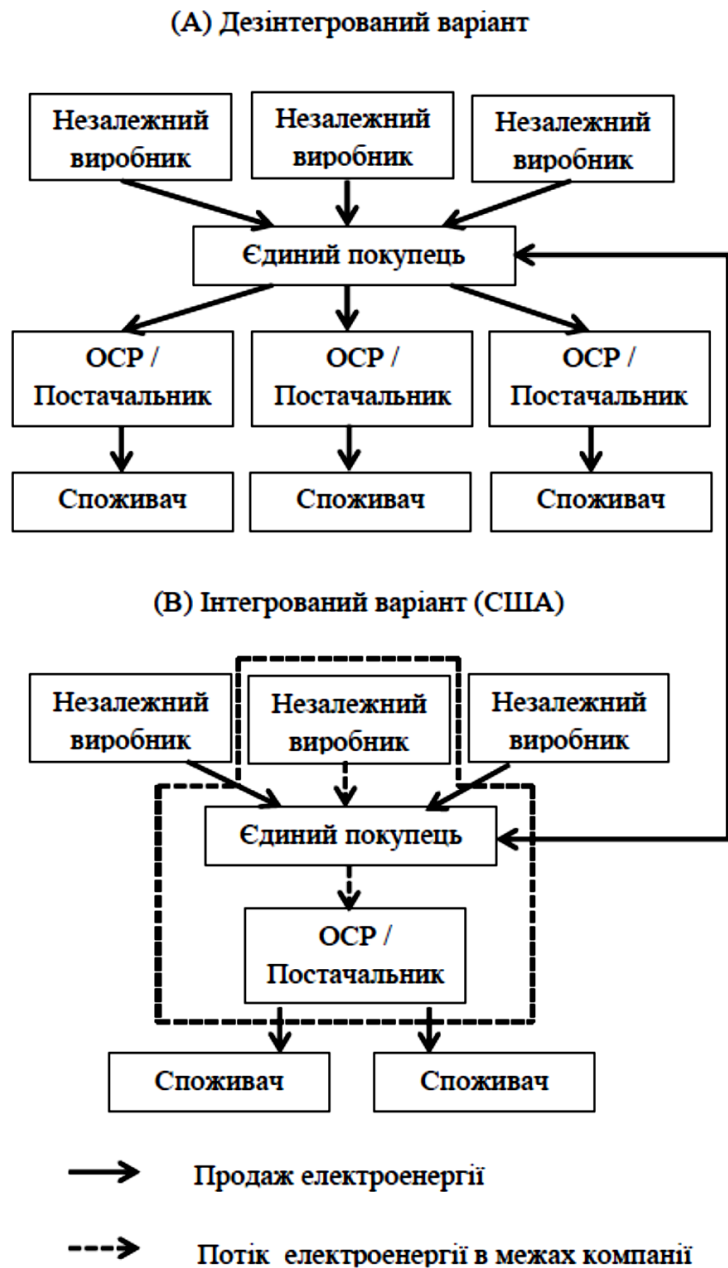 (А) Дезінтегрований варіант
Незалежний
виробник
Незалежний
виробник
Незалежний
виробник
Єдиний покупець
ОСР /
Постачальник
ОСР /
Постачальник
ОСР /
Постачальник
Споживач
Споживач
Споживач
(В) Інтегрований варіант (США)
Незалежний
виробник
Незалежний
виробник
Незалежний
виробник
Єдиний покупець
ОСР /
Постачальник
Споживач
Споживач
Продаж електроенергії
Потік електроенергії в межах компанії